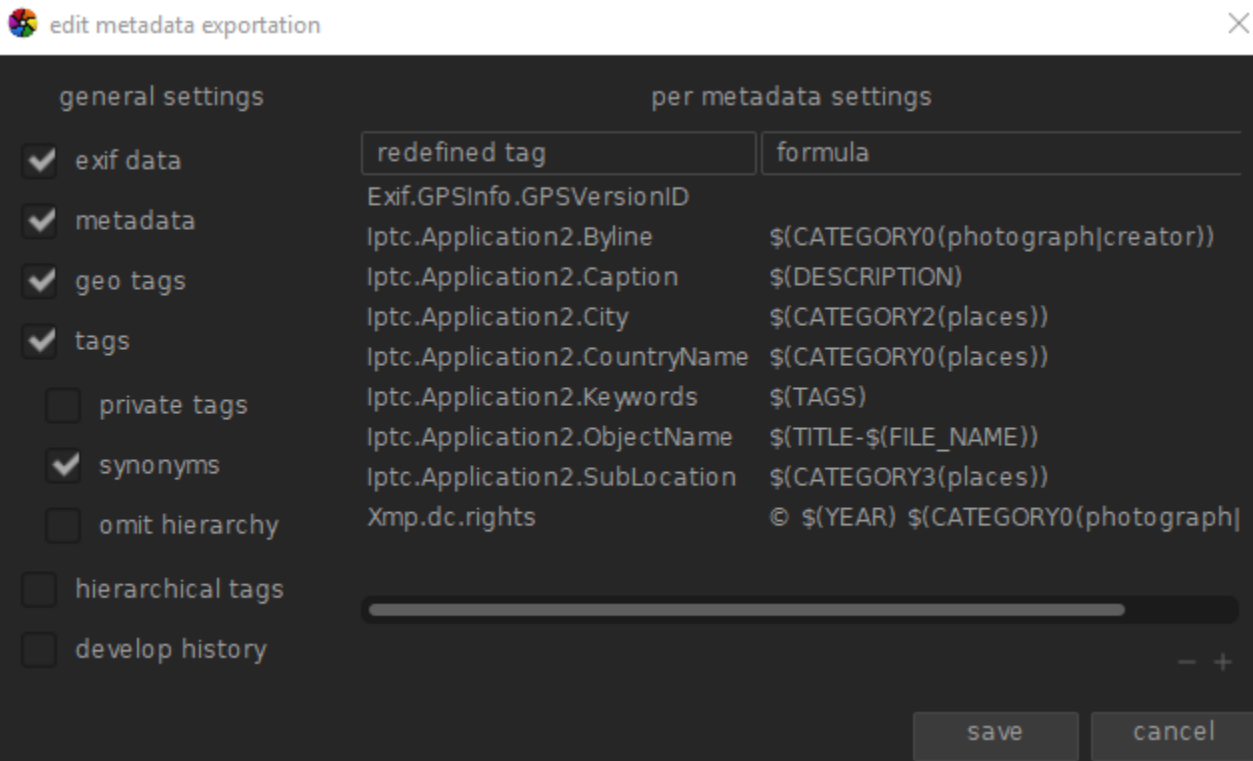 edit metadata exportation
general settings
per metadata settings
exif data
metadata
geo tags
tags
private tags
synonyms
omit hierarchy
hierarchical tags
develop history
redefined tag formula
Exif.GPSInfo.GPSVersionID
Iptc.Application2.Byline $(CATEGORY0(photograph|creator))
Iptc.Application2.Caption $(DESCRIPTION)
Iptc.Application2.City $(CATEGORY2(places))
Iptc.Application2.CountryName $(CATEGORY0(places))
Iptc.Application2.Keywords $(TAGS)
Iptc.Application2.ObjectName $(TITLE-$(FILE_NAME))
Iptc.Application2.SubLocation $(CATEGORY3(places))
Xmp.dc.rights © $(YEAR) $(CATEGORY0(photograph|
− +
save cancel